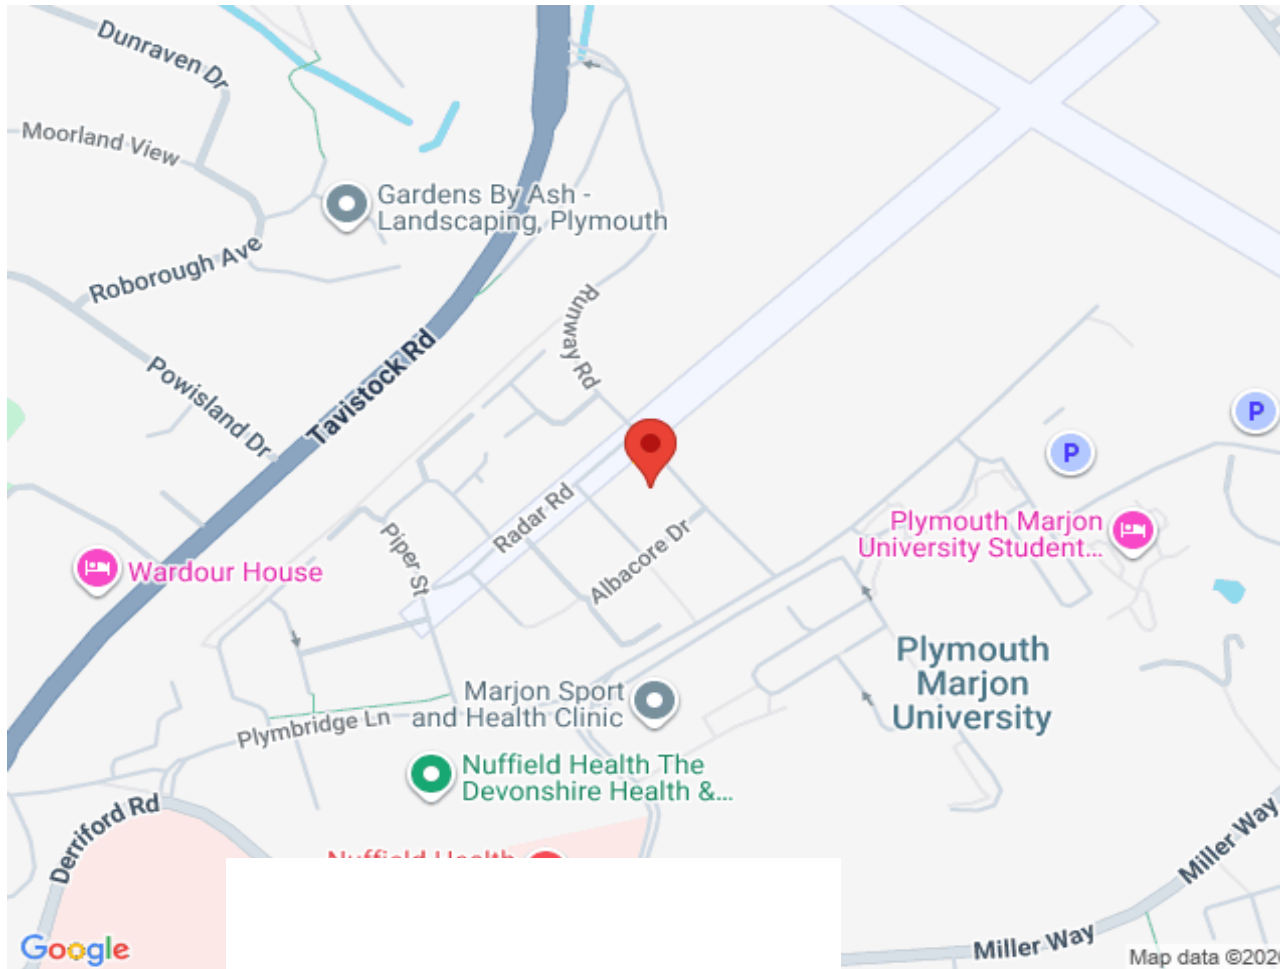 Dunraven Dr
Moorland View
Gardens By Ash -
Landscaping, Plymouth
Roborough Ave
Runway Rd
Tavistock Rd
Powisland Dr
P
P
Radar Rd
Piper St
Albacore Dr
Plymouth Marjon
University Student...
Wardour House
Plymouth
Marjon
University
Marjon Sport
and Health Clinic
Plymbridge Ln
Nuffield Health The
Devonshire Health &...
Derriford Rd
Nuffield Health
Miller Way
Miller Way
Google
Map data ©202